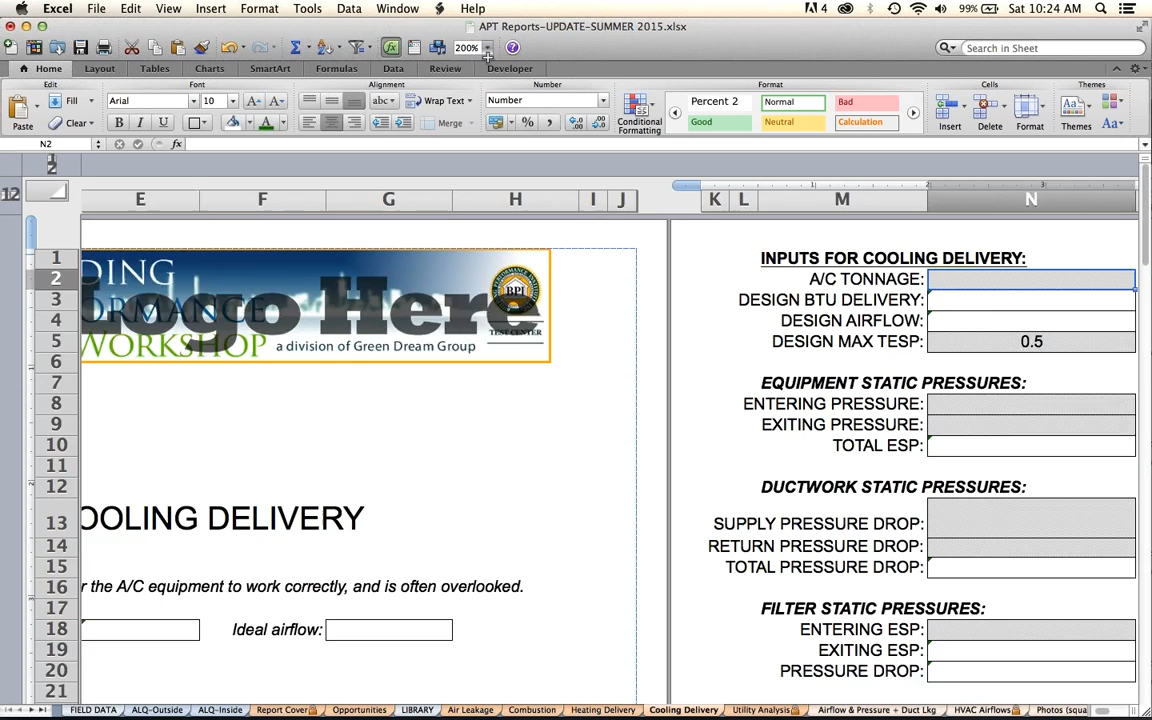 Excel File Edit View Insert Format Tools Data Window Help 4 99% Sat 10:24 AM
APT Reports-UPDATE-SUMMER 2015.xlsx
200% Search in Sheet
Home Layout Tables Charts SmartArt Formulas Data Review Developer
Edit Font Alignment Number Format Cells Themes
Paste Fill Clear Arial 10 abc Wrap Text Merge Number Conditional Formatting Percent 2 Normal Bad Insert Delete Format Themes Aa
B I U A % Good Neutral Calculation
N2 fx
1
2
12
E F G H I J K L M N
DING
ORMANCE
WORKSHOP a division of Green Dream Group
Logo Here
BPI
TEST CENTER
1 INPUTS FOR COOLING DELIVERY:
2 A/C TONNAGE:
3 DESIGN BTU DELIVERY:
4 DESIGN AIRFLOW:
5 DESIGN MAX TESP: 0.5
6
7 EQUIPMENT STATIC PRESSURES:
8 ENTERING PRESSURE:
9 EXITING PRESSURE:
10 TOTAL ESP:
11
12 DUCTWORK STATIC PRESSURES:
13 OOLING DELIVERY SUPPLY PRESSURE DROP:
14 RETURN PRESSURE DROP:
15 TOTAL PRESSURE DROP:
16 r the A/C equipment to work correctly, and is often overlooked.
17 FILTER STATIC PRESSURES:
18 Ideal airflow: ENTERING ESP:
19 EXITING ESP:
20 PRESSURE DROP:
21
FIELD DATA ALQ-Outside ALQ-Inside Report Cover Opportunities LIBRARY Air Leakage Combustion Heating Delivery Cooling Delivery Utility Analysis Airflow & Pressure + Duct Lkg HVAC Airflows Photos (squa